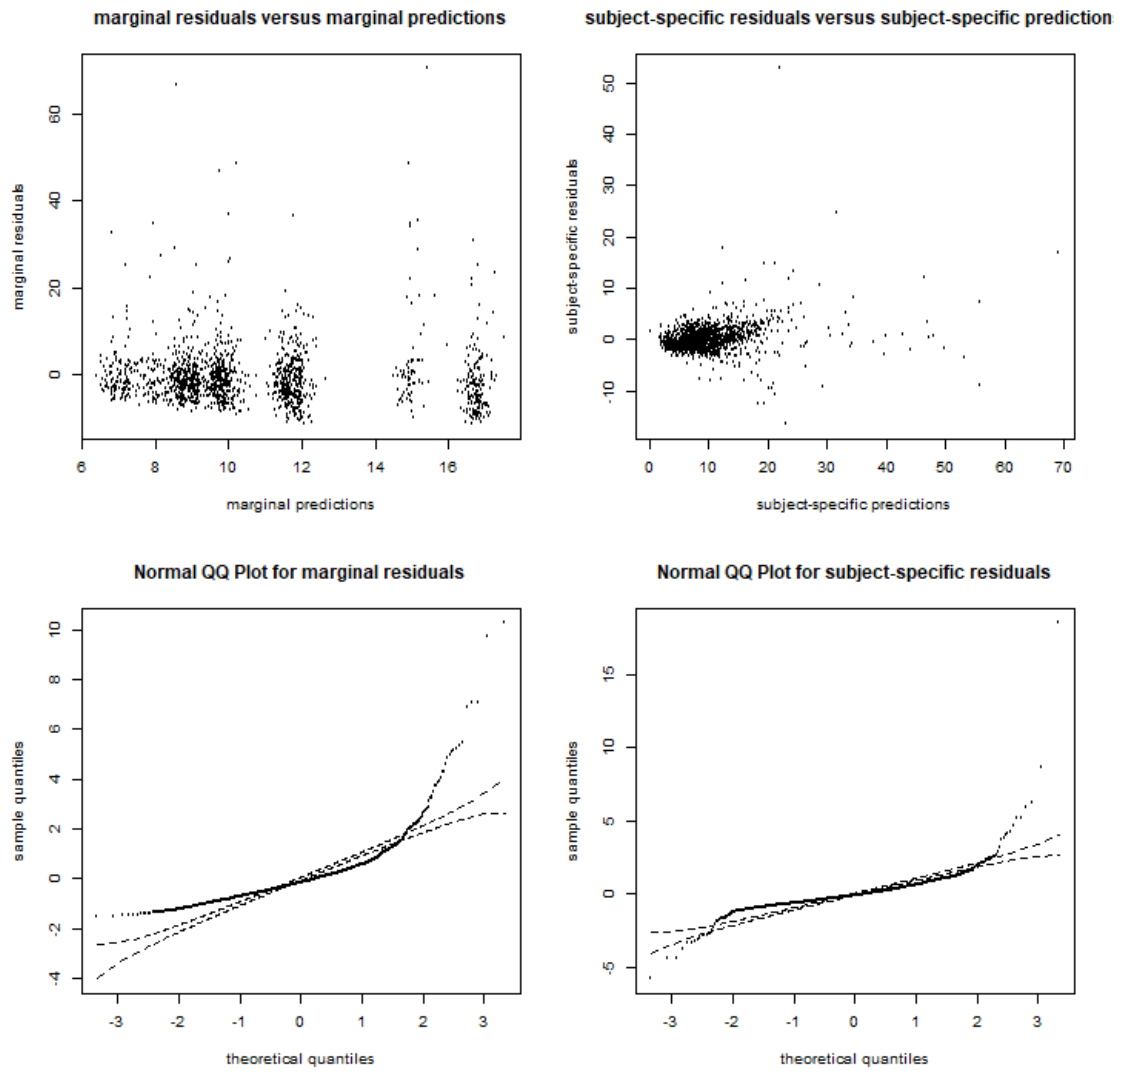 marginal residuals versus marginal predictions
marginal residuals
60
40
20
0
6 8 10 12 14 16
marginal predictions
subject-specific residuals versus subject-specific prediction
subject-specific residuals
50
40
30
20
10
0
-10
0 10 20 30 40 50 60 70
subject-specific predictions
Normal QQ Plot for marginal residuals
sample quantiles
10
8
6
4
2
0
-2
-4
-3 -2 -1 0 1 2 3
theoretical quantiles
Normal QQ Plot for subject-specific residuals
sample quantiles
15
10
5
0
-5
-3 -2 -1 0 1 2 3
theoretical quantiles